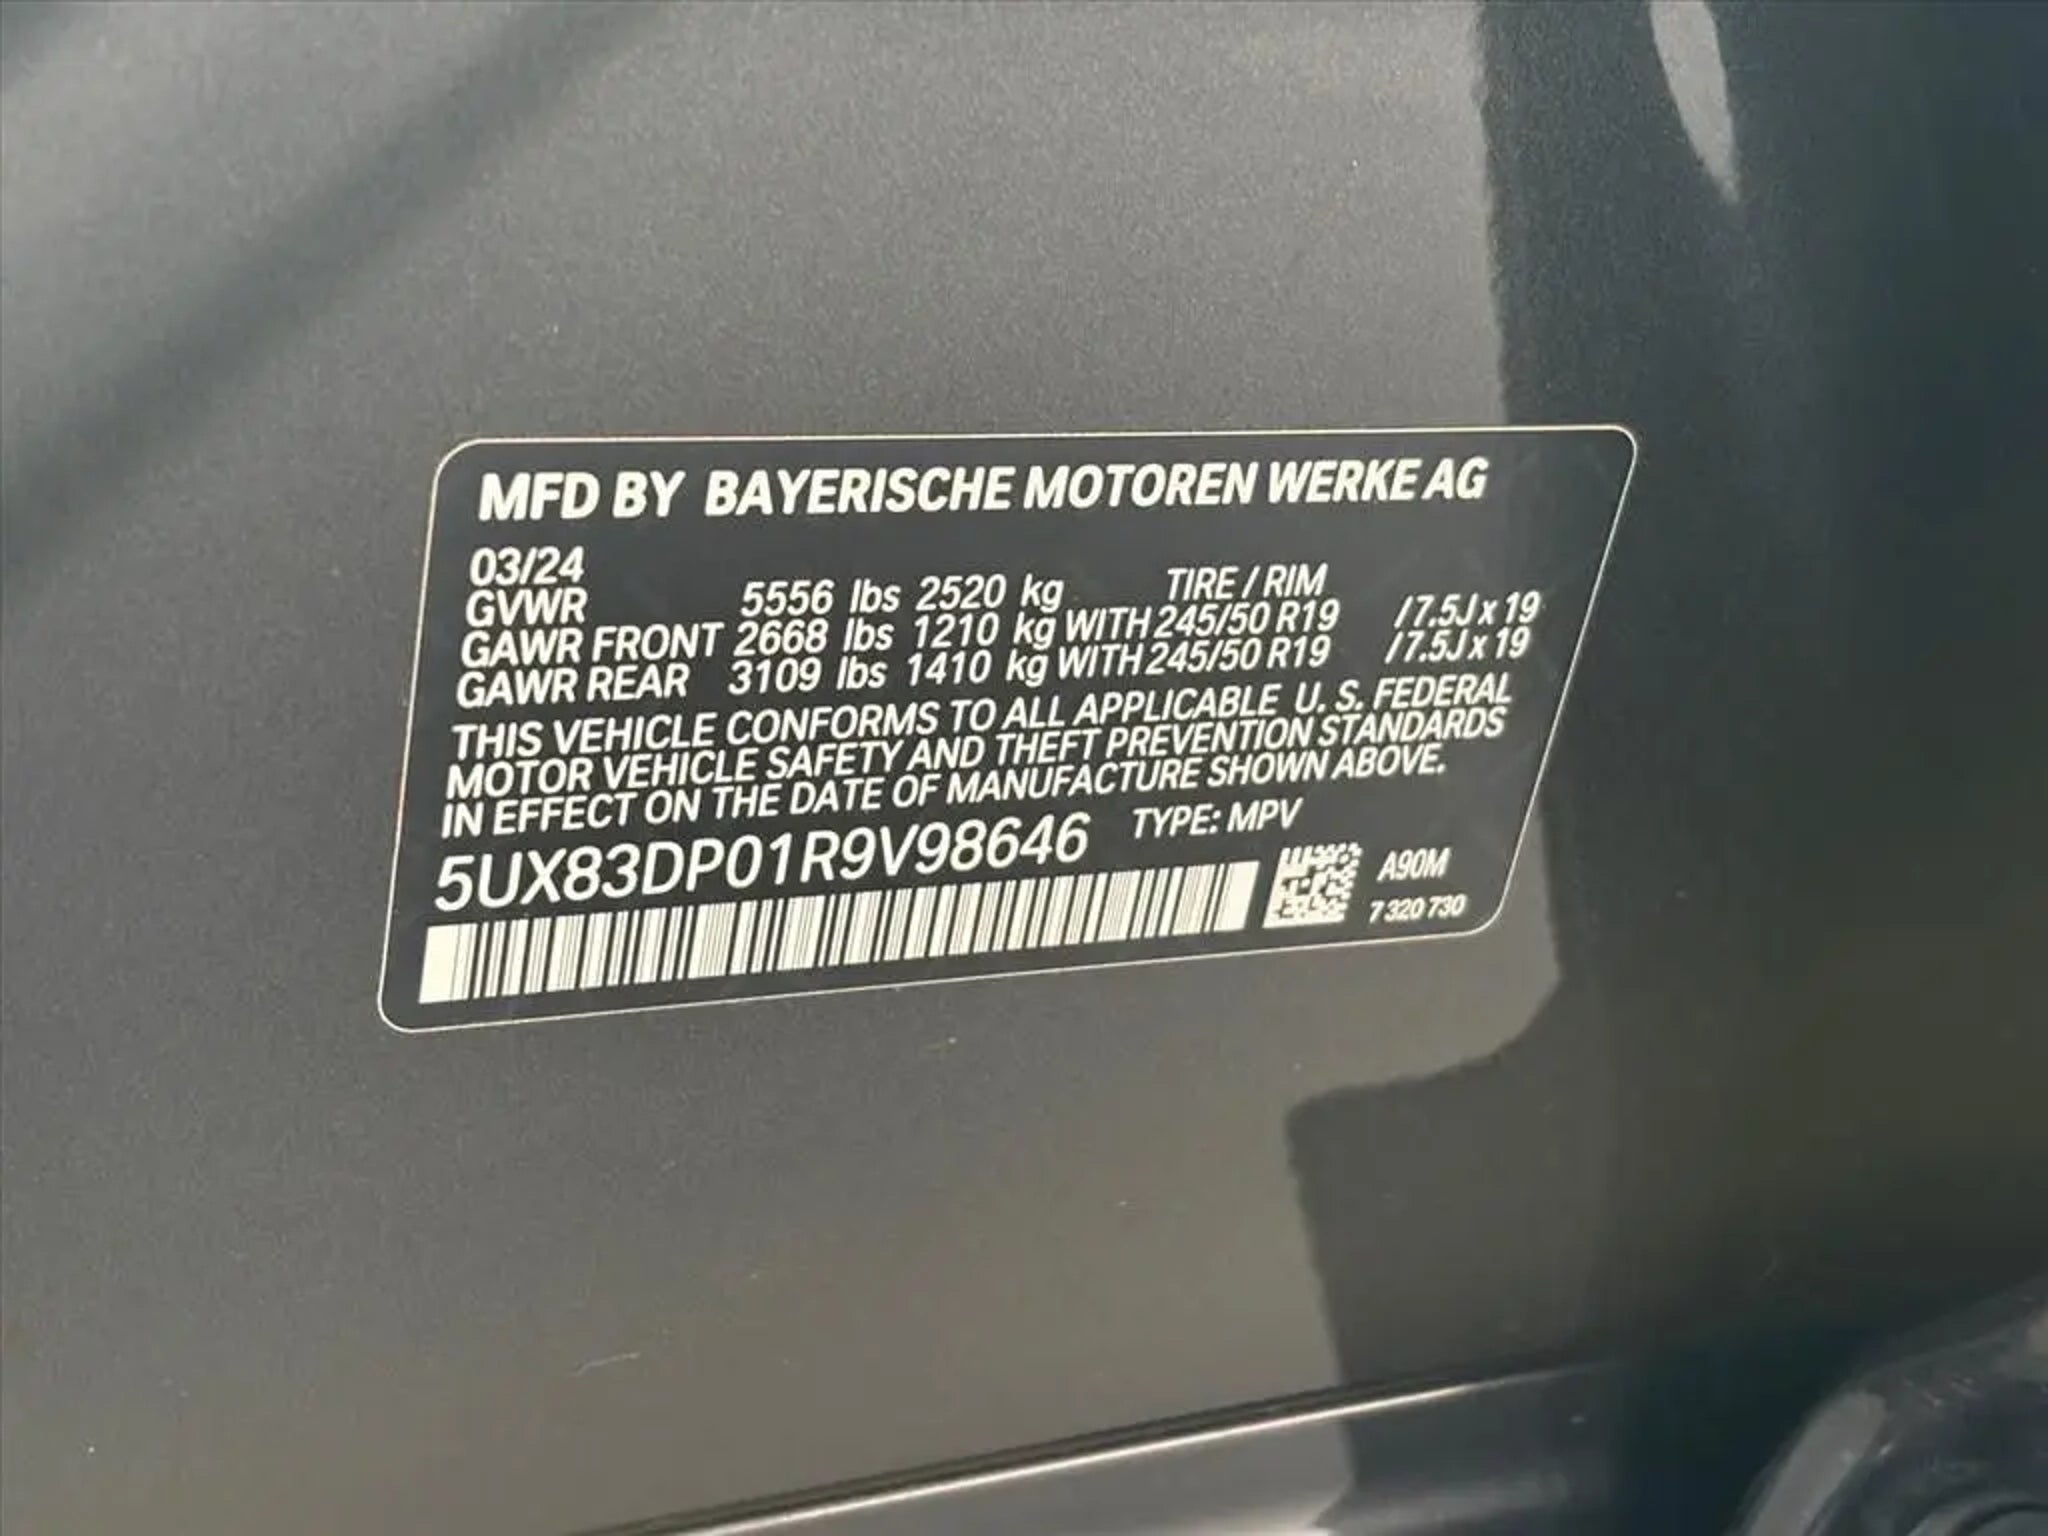 MFD BY BAYERISCHE MOTOREN WERKE AG
03/24
GVWR 5556 lbs 2520 kg TIRE / RIM
GAWR FRONT 2668 lbs 1210 kg WITH 245/50 R19 / 7.5J x 19
GAWR REAR 3109 lbs 1410 kg WITH 245/50 R19 / 7.5J x 19
THIS VEHICLE CONFORMS TO ALL APPLICABLE U. S. FEDERAL
MOTOR VEHICLE SAFETY AND THEFT PREVENTION STANDARDS
IN EFFECT ON THE DATE OF MANUFACTURE SHOWN ABOVE.
5UX83DP01R9V98646 TYPE: MPV
A90M
7 320 730